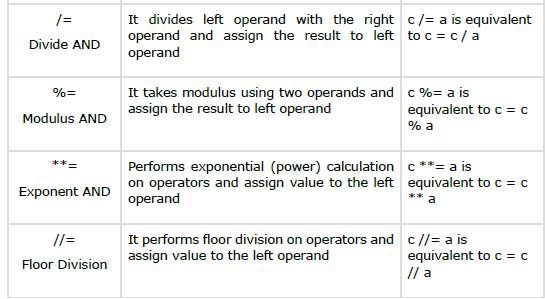 /=
Divide AND
It divides left operand with the right
operand and assign the result to left
operand
c /= a is equivalent
to c = c / a
%=
Modulus AND
It takes modulus using two operands and
assign the result to left operand
c %= a is
equivalent to c = c
% a
**=
Exponent AND
Performs exponential (power) calculation
on operators and assign value to the left
operand
c **= a is
equivalent to c = c
** a
//=
Floor Division
It performs floor division on operators and
assign value to the left operand
c //= a is
equivalent to c = c
// a